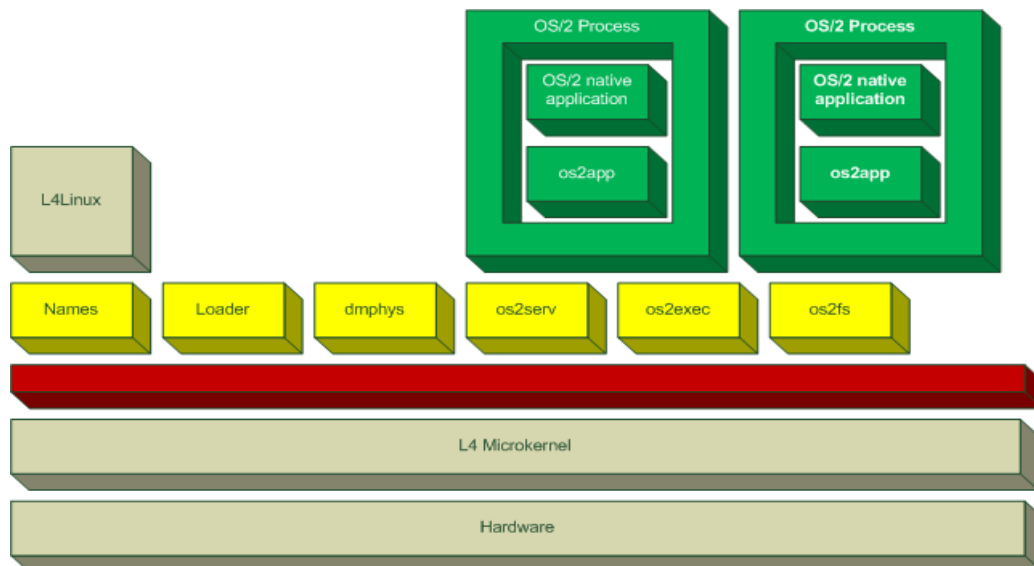 OS/2 Process
OS/2 Process
OS/2 native
application
OS/2 native
application
os2app
os2app
L4Linux
Names
Loader
dmphys
os2serv
os2exec
os2fs
L4 Microkernel
Hardware